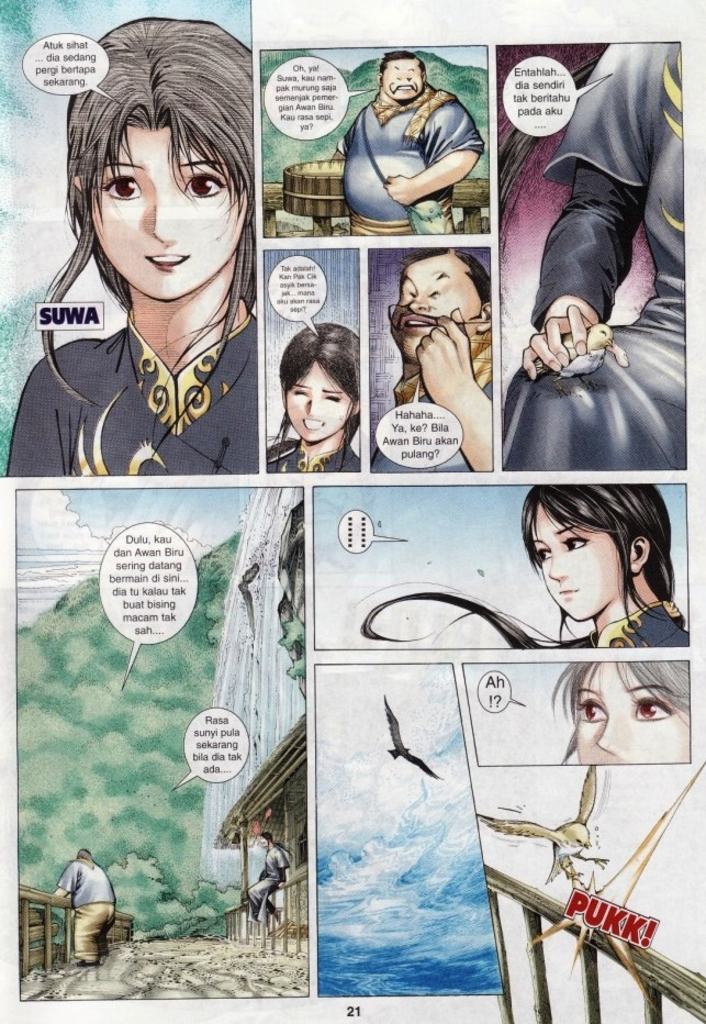 Atuk sihat
... dia sedang
pergi bertapa
sekarang.
SUWA
Oh, ya!
Suwa, kau nam-
pak murung saja
semenjak pemer-
gian Awan Biru.
Kau rasa sepi,
ya?
Tak adalah!
Kan Pak Cik
asyik bersa-
jak... mana
aku akan rasa
sepi?
Hahaha....
Ya, ke? Bila
Awan Biru akan
pulang?
Entahlah...
dia sendiri
tak beritahu
pada aku
....
Dulu, kau
dan Awan Biru
sering datang
bermain di sini...
dia tu kalau tak
buat bising
macam tak
sah....
Rasa
sunyi pula
sekarang
bila dia tak
ada....
Ah
!?
PUKK!
21